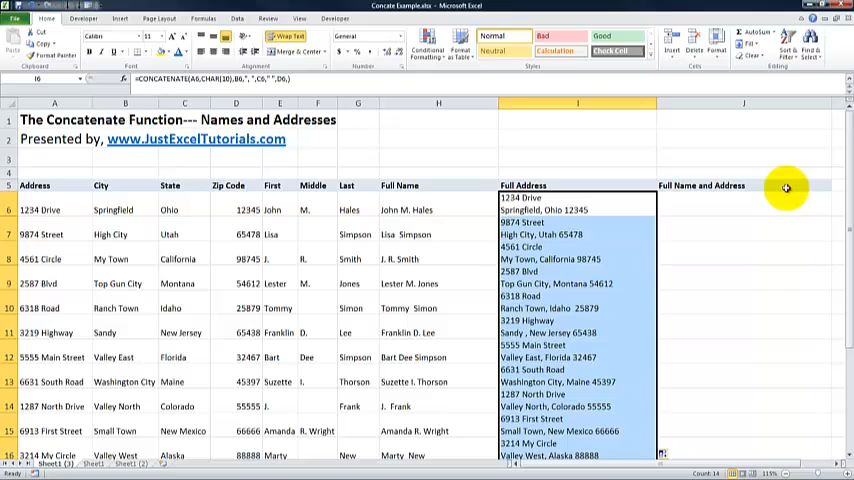 Concate Example.xlsx - Microsoft Excel
File Home Developer Insert Page Layout Formulas Data Review View Developer
Cut
Copy
Format Painter
Paste
Clipboard
Calibri 11
Font
Wrap Text
Merge & Center
Alignment
General
Number
Conditional Formatting
Format as Table
Normal Bad Good
Neutral Calculation Check Cell
Styles
Insert Delete Format
Cells
AutoSum
Fill
Clear
Sort & Filter
Find & Select
Editing
I6 fx =CONCATENATE(A6,CHAR(10),B6,", ",C6," ",D6,)
A B C D E F G H I J
1 The Concatenate Function--- Names and Addresses
2 Presented by, www.JustExcelTutorials.com
3
4
5 Address City State Zip Code First Middle Last Full Name Full Address Full Name and Address
1234 Drive
6 1234 Drive Springfield Ohio 12345 John M. Hales John M. Hales Springfield, Ohio 12345
9874 Street
7 9874 Street High City Utah 65478 Lisa Simpson Lisa Simpson High City, Utah 65478
4561 Circle
8 4561 Circle My Town California 98745 J. R. Smith J. R. Smith My Town, California 98745
2587 Blvd
9 2587 Blvd Top Gun City Montana 54612 Lester M. Jones Lester M. Jones Top Gun City, Montana 54612
6318 Road
10 6318 Road Ranch Town Idaho 25879 Tommy Simon Tommy Simon Ranch Town, Idaho 25879
3219 Highway
11 3219 Highway Sandy New Jersey 65438 Franklin D. Lee Franklin D. Lee Sandy , New Jersey 65438
5555 Main Street
12 5555 Main Street Valley East Florida 32467 Bart Dee Simpson Bart Dee Simpson Valley East, Florida 32467
6631 South Road
13 6631 South Road Washington City Maine 45397 Suzette I. Thorson Suzette I. Thorson Washington City, Maine 45397
1287 North Drive
14 1287 North Drive Valley North Colorado 55555 J. Frank J. Frank Valley North, Colorado 55555
6913 First Street
15 6913 First Street Small Town New Mexico 66666 Amanda R. Wright Amanda R. Wright Small Town, New Mexico 66666
3214 My Circle
16 3214 My Circle Valley West Alaska 88888 Marty New Marty New Valley West, Alaska 88888
Sheet1 (3) Sheet1 Sheet1 (2)
Ready Count: 14 115%